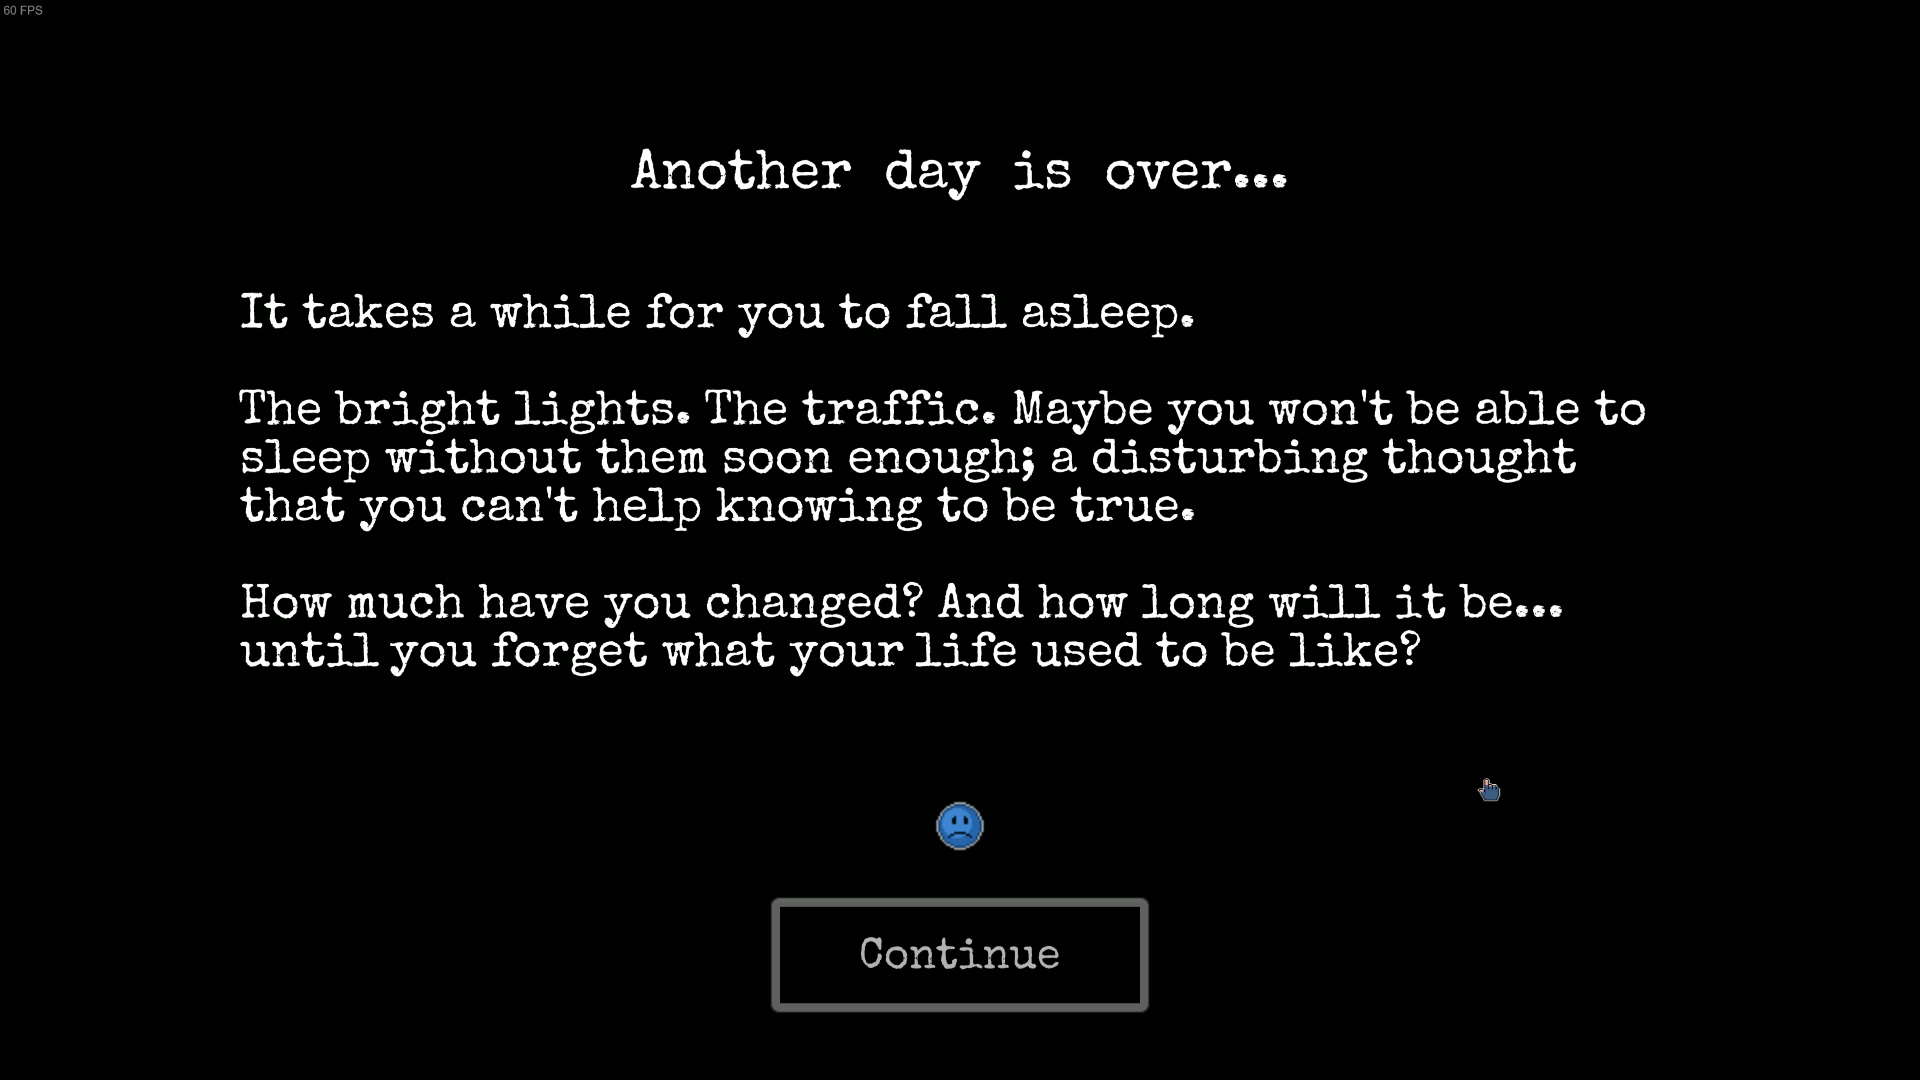 60 FPS
Another day is over...
It takes a while for you to fall asleep.
The bright lights. The traffic. Maybe you won't be able to
sleep without them soon enough; a disturbing thought
that you can't help knowing to be true.
How much have you changed? And how long will it be...
until you forget what your life used to be like?
Continue